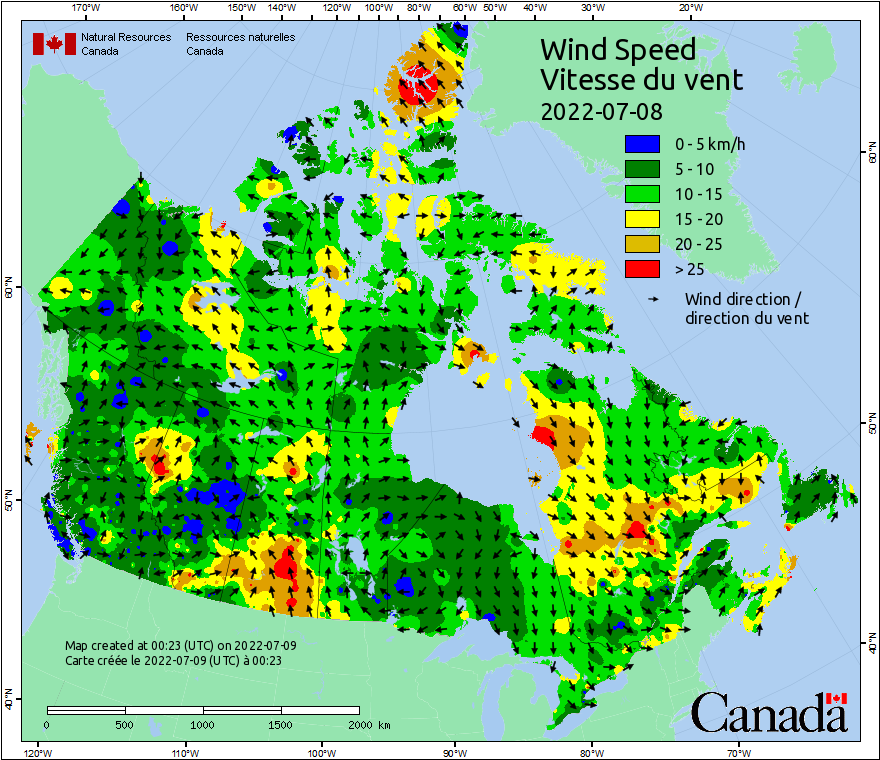 170°W 160°W 150°W 140°W 130°W 120°W 110°W 100°W 80°W 60°W 50°W 40°W 30°W 20°W
Natural Resources Ressources naturelles
Canada Canada
Wind Speed
Vitesse du vent
2022-07-08
0 - 5 km/h
5 - 10
10 - 15
15 - 20
20 - 25
> 25
Wind direction /
direction du vent
60°N
60°N
50°N
50°N
40°N
40°N
Map created at 00:23 (UTC) on 2022-07-09
Carte créée le 2022-07-09 (UTC) à 00:23
0 500 1000 1500 2000 km
Canada
120°W 110°W 100°W 90°W 80°W 70°W